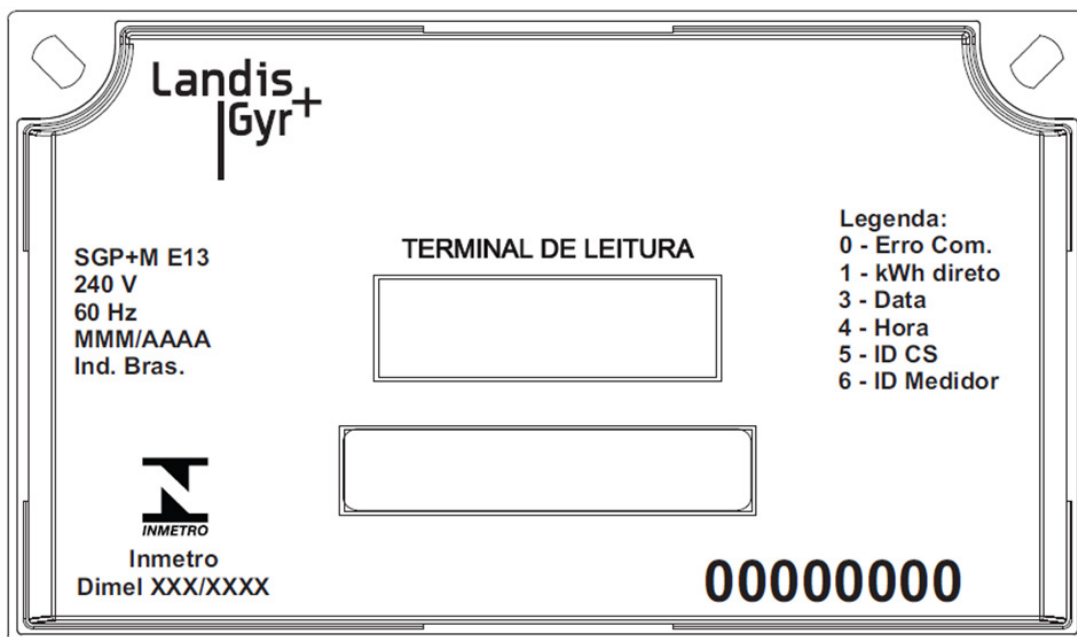 Landis
Gyr+
TERMINAL DE LEITURA
SGP+M E13
240 V
60 Hz
MMM/AAAA
Ind. Bras.
Legenda:
0 - Erro Com.
1 - kWh direto
3 - Data
4 - Hora
5 - ID CS
6 - ID Medidor
INMETRO
Inmetro
Dimel XXX/XXXX
00000000